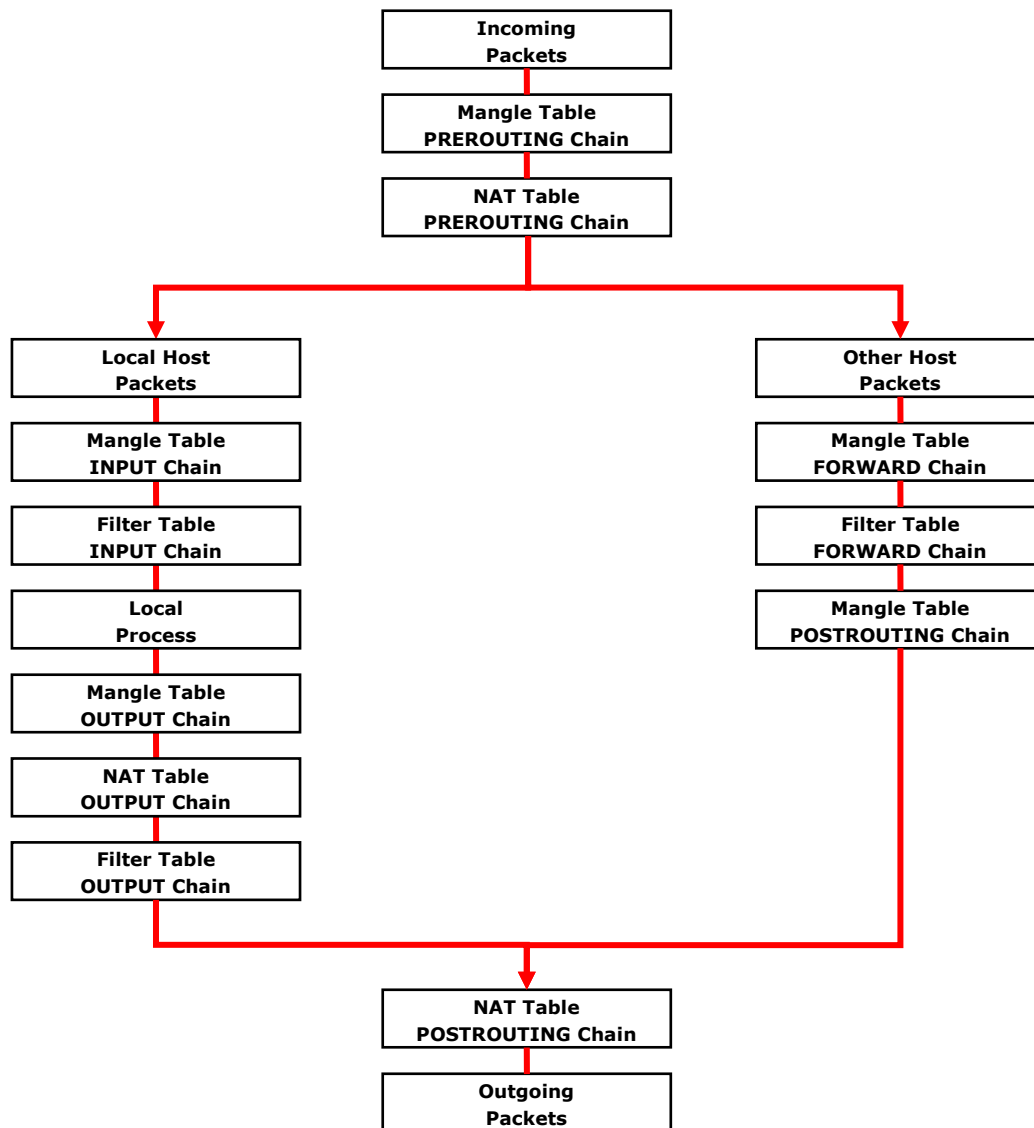 Incoming
Packets
Mangle Table
PREROUTING Chain
NAT Table
PREROUTING Chain
Local Host
Packets
Mangle Table
INPUT Chain
Filter Table
INPUT Chain
Local
Process
Mangle Table
OUTPUT Chain
NAT Table
OUTPUT Chain
Filter Table
OUTPUT Chain
Other Host
Packets
Mangle Table
FORWARD Chain
Filter Table
FORWARD Chain
Mangle Table
POSTROUTING Chain
NAT Table
POSTROUTING Chain
Outgoing
Packets